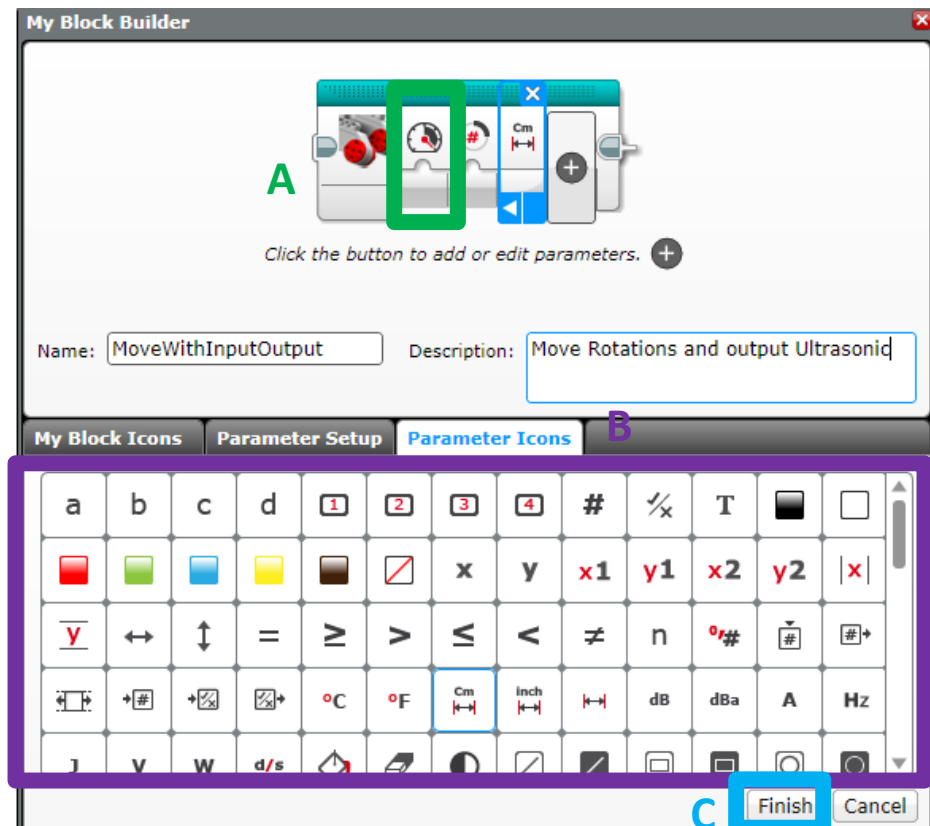 My Block Builder
Cm
#
A
Click the button to add or edit parameters.
Name: MoveWithInputOutput Description: Move Rotations and output Ultrasonic
B
My Block Icons Parameter Setup Parameter Icons
a b c d 1 2 3 4 # T
x y x1 y1 x2 y2 |x|
y = ≥ > ≤ < ≠ n °/# # #
# °C °F Cm inch dB dBa A Hz
J V W d/s
C Finish Cancel